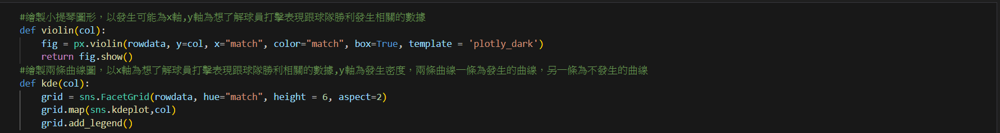 #繪製小提琴圖形，以發生可能為x軸,y軸為想了解球員打擊表現跟球隊勝利發生相關的數據
def violin(col):
    fig = px.violin(rowdata, y=col, x="match", color="match", box=True, template = 'plotly_dark')
    return fig.show()
#繪製兩條曲線圖，以x軸為想了解球員打擊表現跟球隊勝利相關的數據,y軸為發生密度，兩條曲線一條為發生的曲線，另一條為不發生的曲線
def kde(col):
    grid = sns.FacetGrid(rowdata, hue="match", height = 6, aspect=2)
    grid.map(sns.kdeplot,col)
    grid.add_legend()